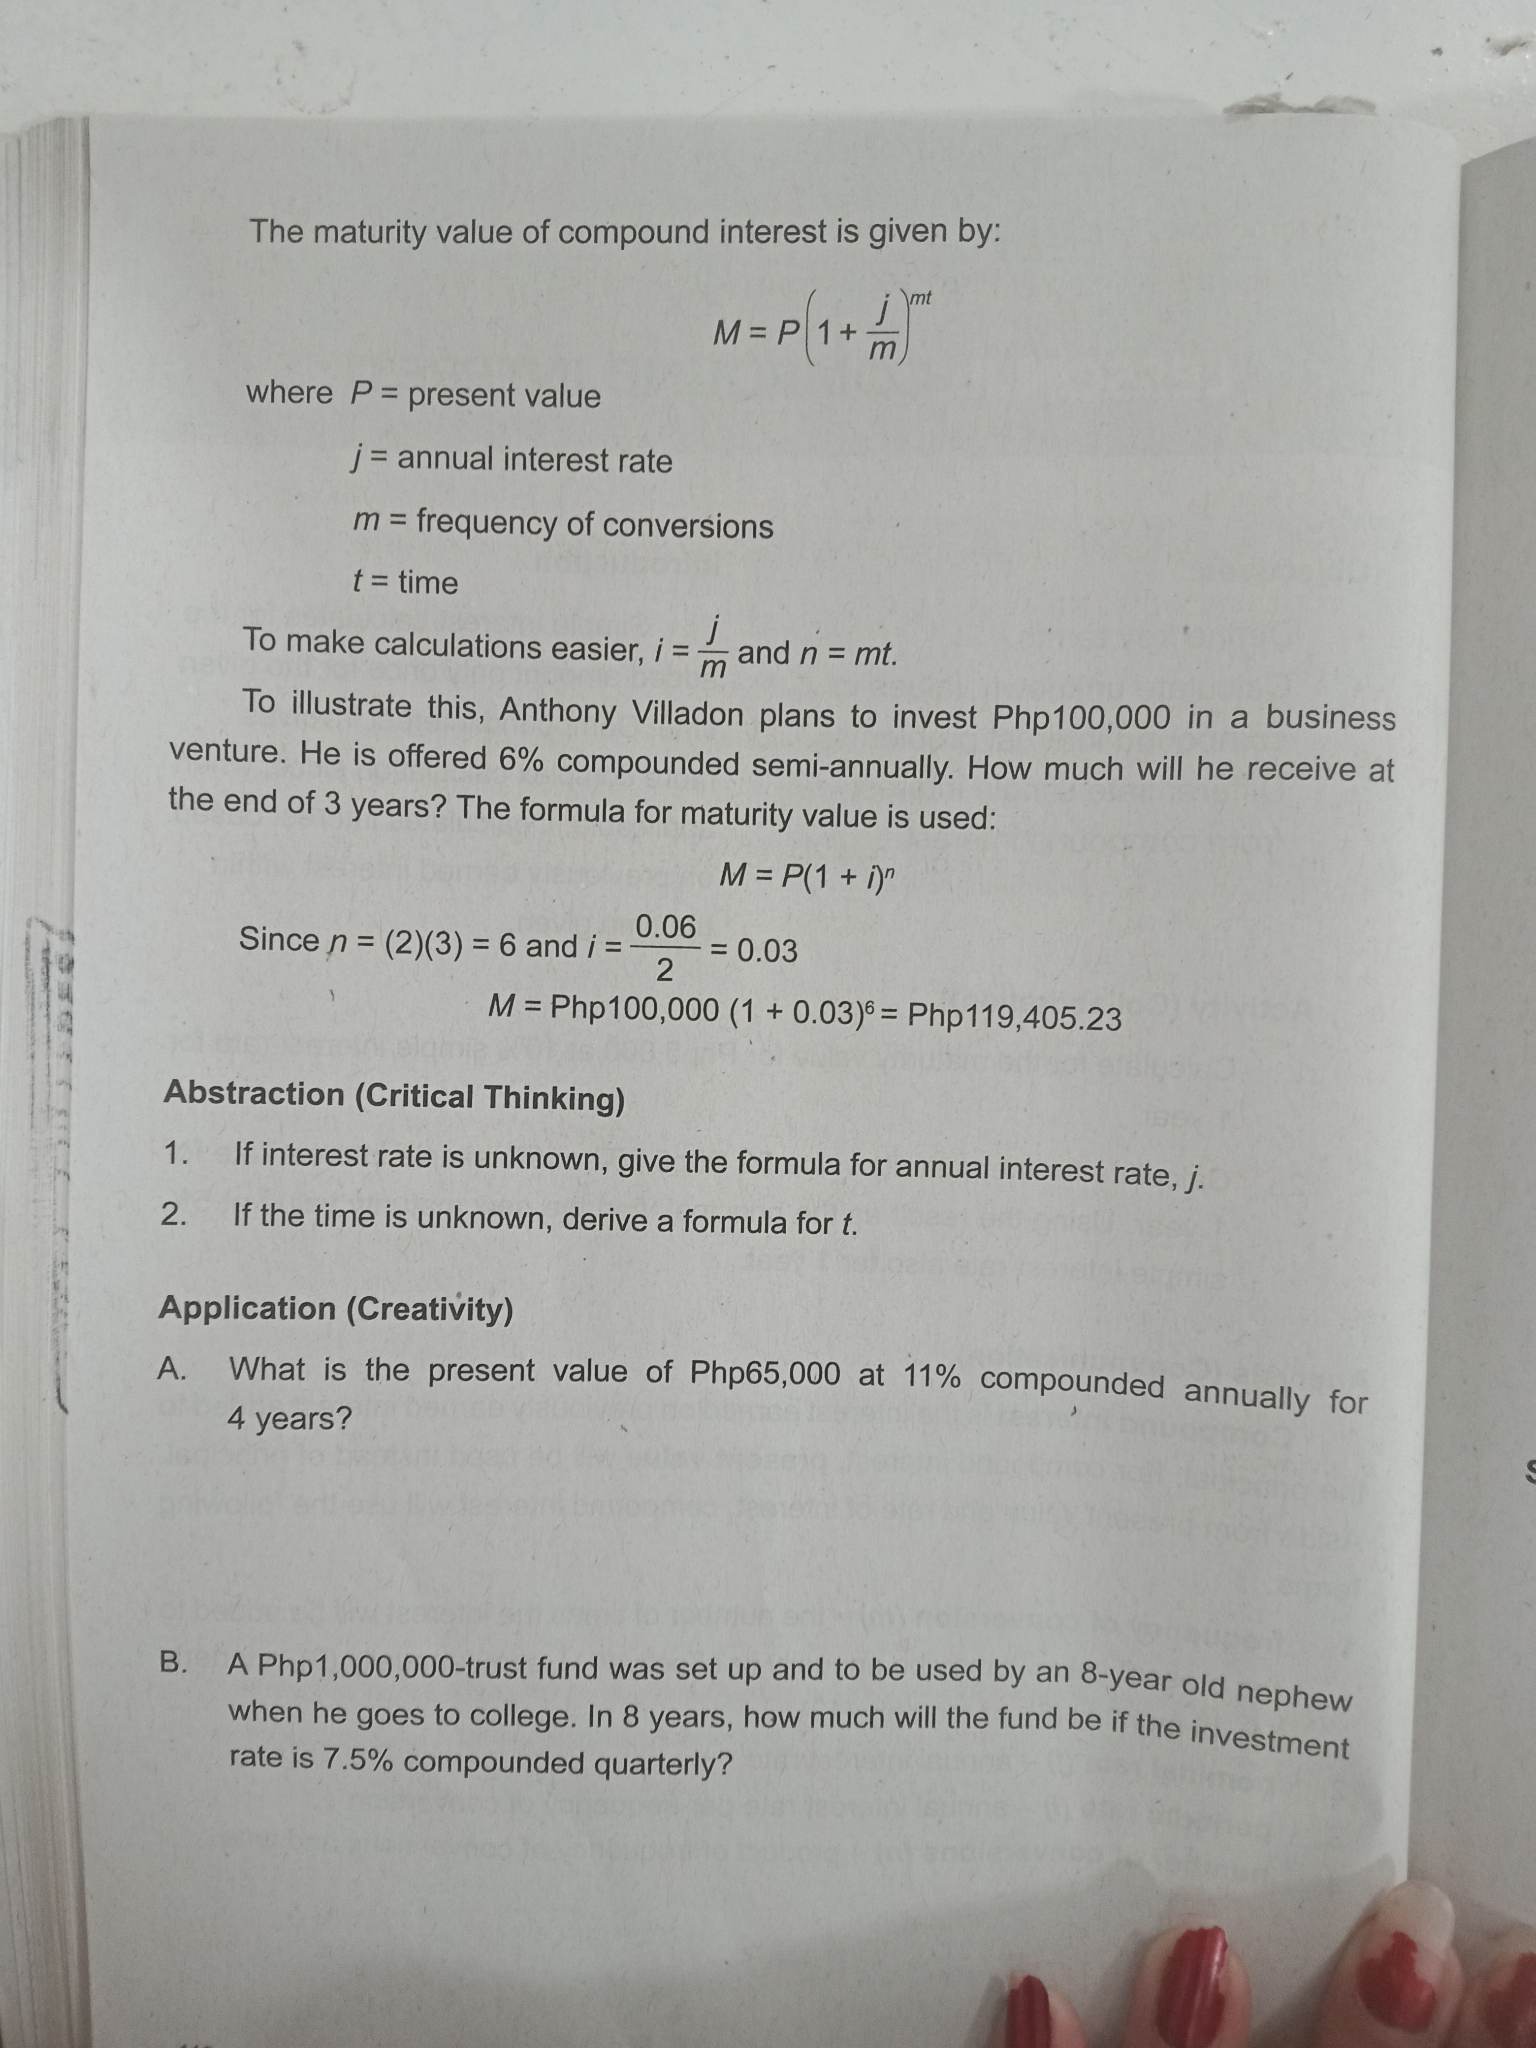 The maturity value of compound interest is given by:
M = P(1 + j/m)^mt
where P = present value
j = annual interest rate
m = frequency of conversions
t = time
To make calculations easier, i = j/m and n = mt.
To illustrate this, Anthony Villadon plans to invest Php100,000 in a business
venture. He is offered 6% compounded semi-annually. How much will he receive at
the end of 3 years? The formula for maturity value is used:
M = P(1 + i)^n
Since n = (2)(3) = 6 and i = 0.06/2 = 0.03
M = Php100,000 (1 + 0.03)^6 = Php119,405.23
Abstraction (Critical Thinking)
1. If interest rate is unknown, give the formula for annual interest rate, j.
2. If the time is unknown, derive a formula for t.
Application (Creativity)
A. What is the present value of Php65,000 at 11% compounded annually for
4 years?
B. A Php1,000,000-trust fund was set up and to be used by an 8-year old nephew
when he goes to college. In 8 years, how much will the fund be if the investment
rate is 7.5% compounded quarterly?